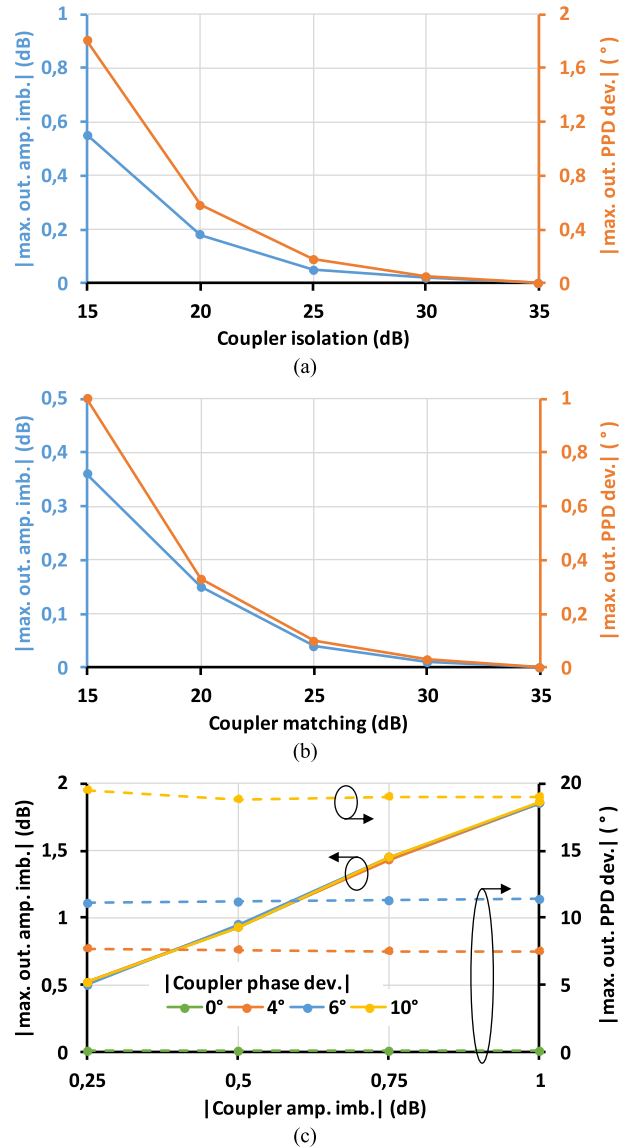 |max. out. amp. imb.| (dB)
1
0,8
0,6
0,4
0,2
0
2
1,6
1,2
0,8
0,4
0
|max. out. PPD dev.| ( ° )
15 20 25 30 35
Coupler isolation (dB)
(a)
|max. out. amp. imb.| (dB)
0,5
0,4
0,3
0,2
0,1
0
1
0,8
0,6
0,4
0,2
0
|max. out. PPD dev.| ( ° )
15 20 25 30 35
Coupler matching (dB)
(b)
|max. out. amp. imb.| (dB)
2
1,5
1
0,5
0
20
15
10
5
0
|max. out. PPD dev.| ( ° )
|Coupler phase dev.|
0° 4° 6° 10°
0,25 0,5 0,75 1
|Coupler amp. imb.| (dB)
(c)